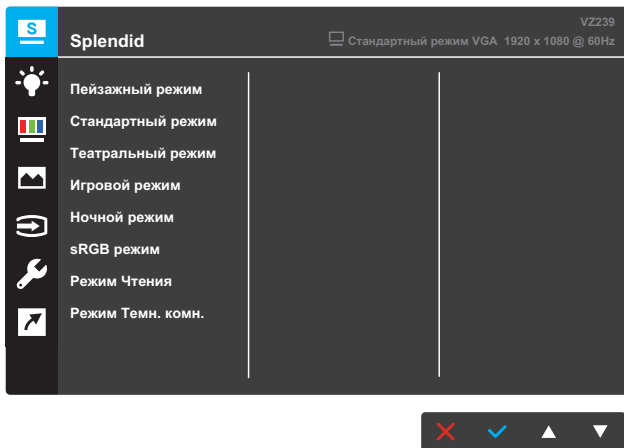 S
VZ239
Splendid
Стандартный режим VGA 1920 x 1080 @ 60Hz
Пейзажный режим
Стандартный режим
Театральный режим
Игровой режим
Ночной режим
sRGB режим
Режим Чтения
Режим Темн. комн.